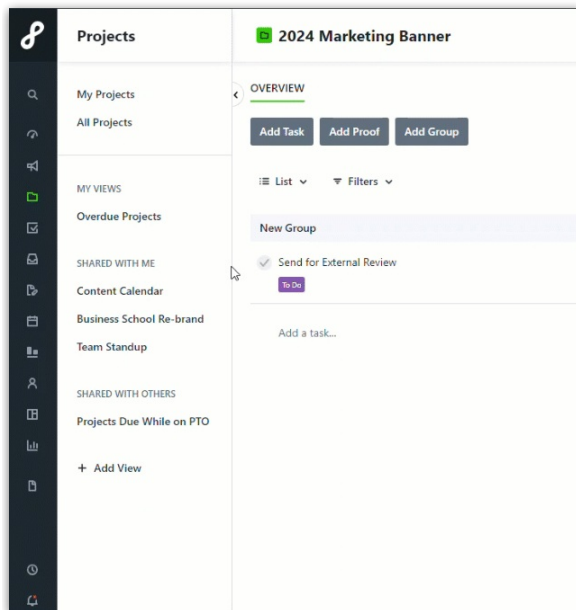 Projects
2024 Marketing Banner
My Projects
All Projects
MY VIEWS
Overdue Projects
SHARED WITH ME
Content Calendar
Business School Re-brand
Team Standup
SHARED WITH OTHERS
Projects Due While on PTO
+ Add View
OVERVIEW
Add Task
Add Proof
Add Group
List
Filters
New Group
Send for External Review
To Do
Add a task...